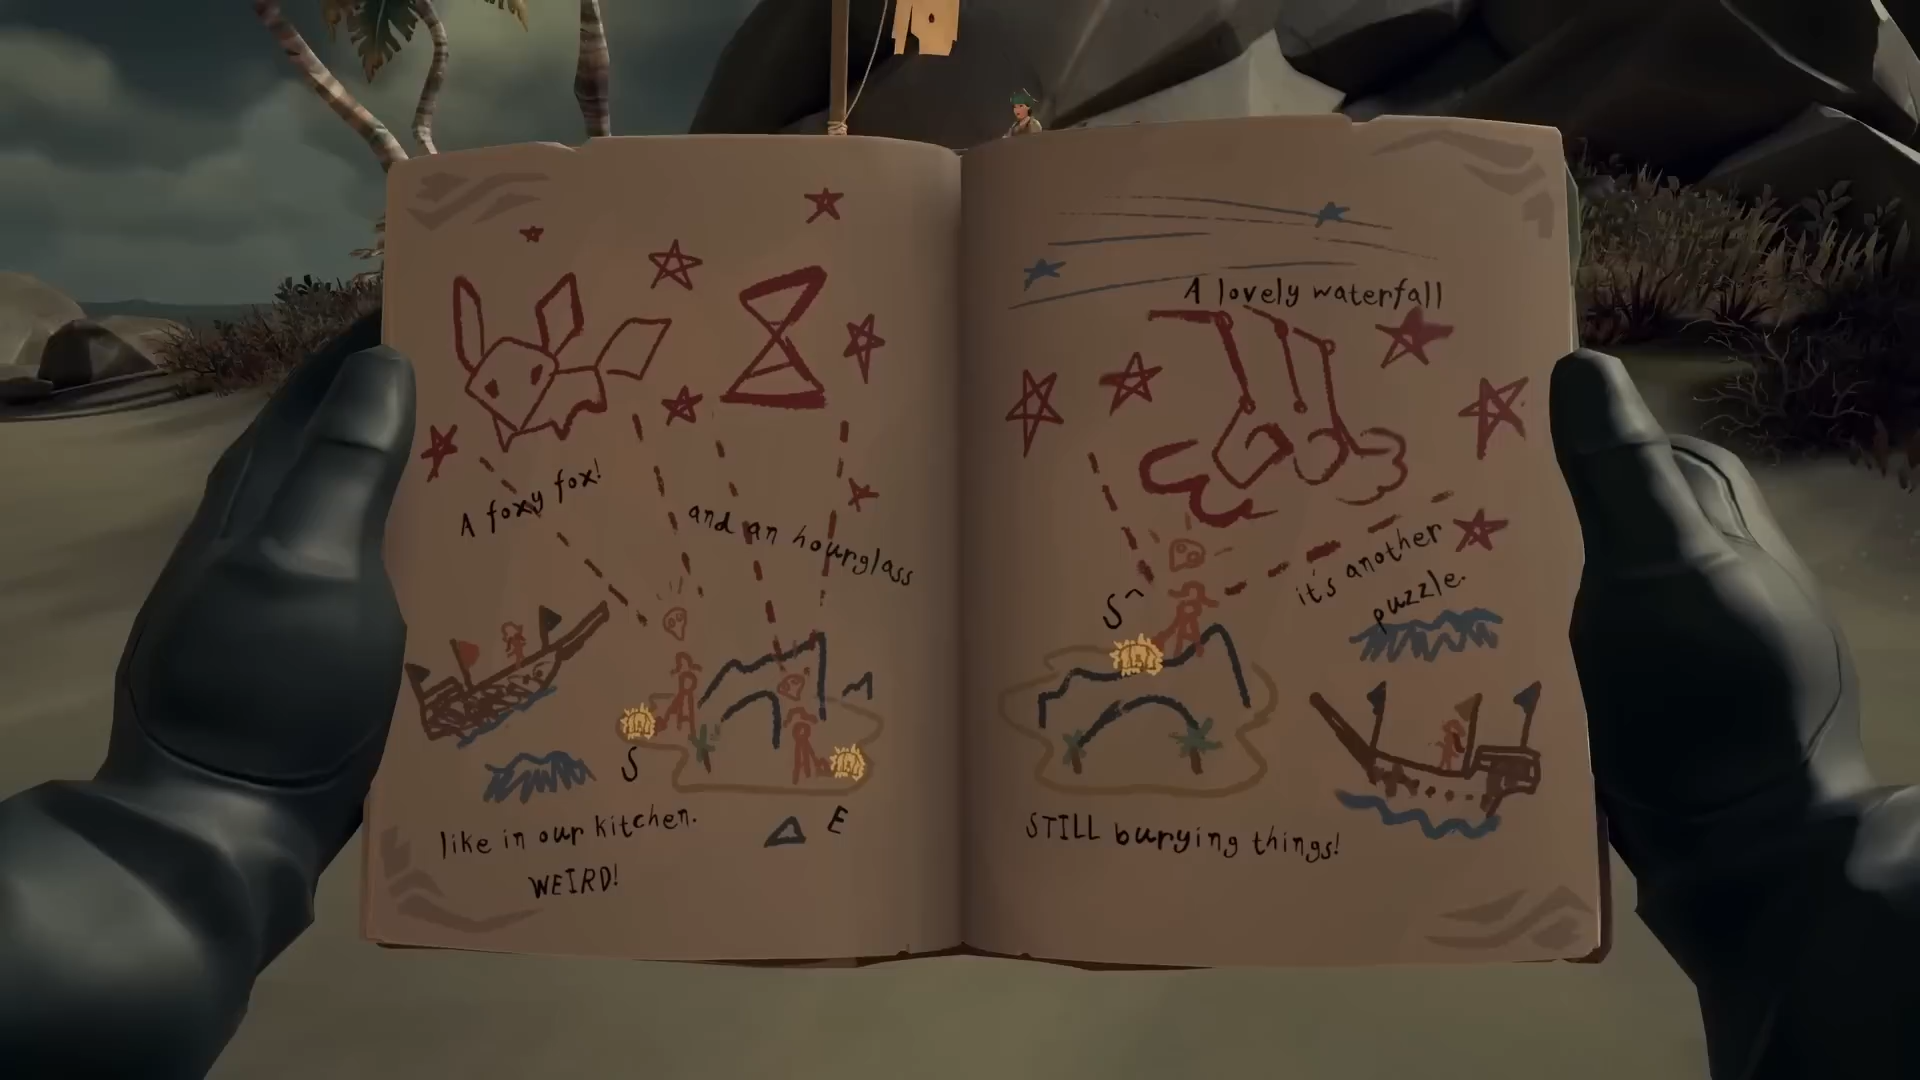 A foxy fox!
and an hourglass
S
E
like in our kitchen.
WEIRD!
A lovely waterfall
it's another
puzzle.
S
STILL burying things!